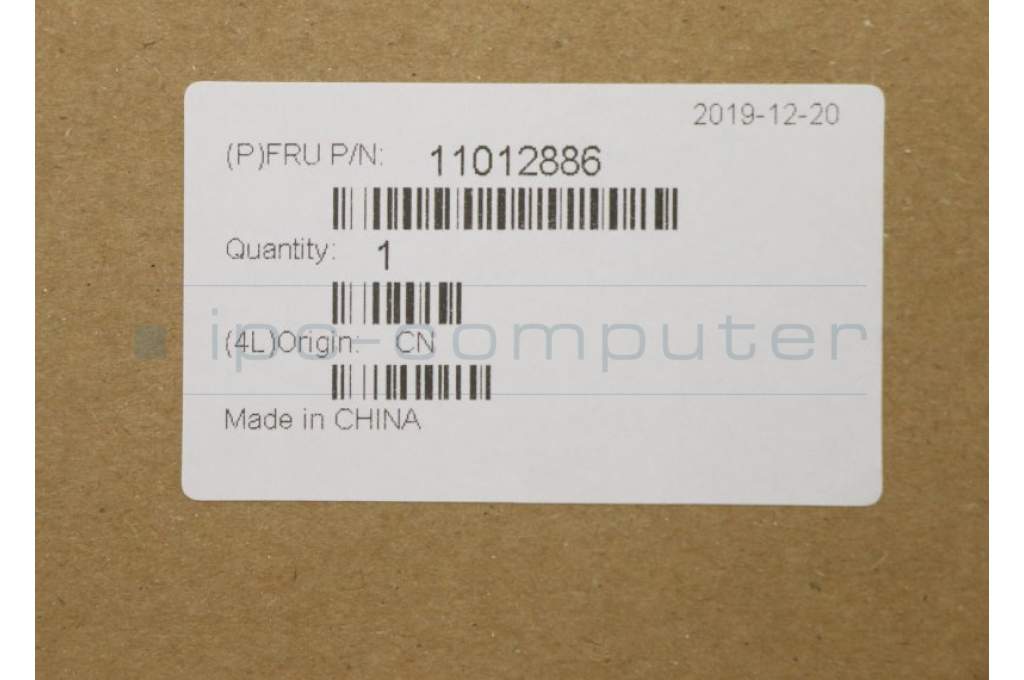 2019-12-20
(P)FRU P/N: 11012886
Quantity: 1
ipc-computer
(4L)Origin: CN
Made in CHINA